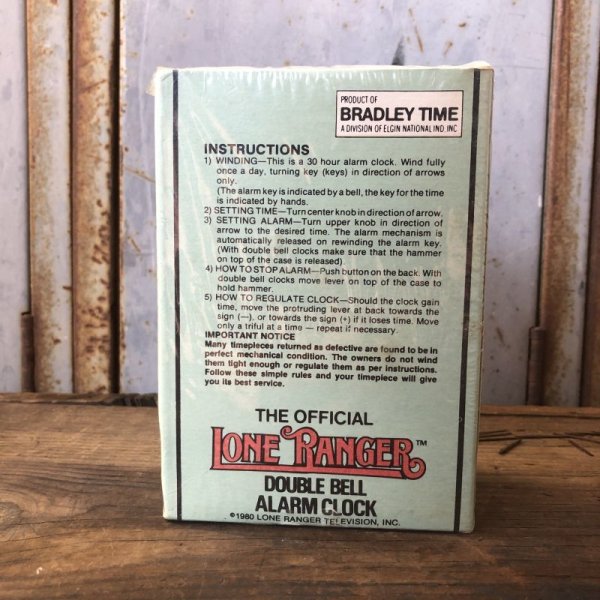 PRODUCT OF
BRADLEY TIME
A DIVISION OF ELGIN NATIONAL IND. INC
INSTRUCTIONS
1) WINDING—This is a 30 hour alarm clock. Wind fully
once a day, turning key (keys) in direction of arrows
only.
(The alarm key is indicated by a bell, the key for the time
is indicated by hands.
2) SETTING TIME—Turn center knob in direction of arrow.
3) SETTING ALARM—Turn upper knob in direction of
arrow to the desired time. The alarm mechanism is
automatically released on rewinding the alarm key.
(With double bell clocks make sure that the hammer
on top of the case is released).
4) HOW TO STOP ALARM—Push button on the back. With
double bell clocks move lever on top of the case to
hold hammer.
5) HOW TO REGULATE CLOCK—Should the clock gain
time, move the protruding lever at back towards the
sign (—), or towards the sign (+) if it loses time. Move
only a triful at a time — repeat if necessary.
IMPORTANT NOTICE
Many timepieces returned as defective are found to be in
perfect mechanical condition. The owners do not wind
them tight enough or regulate them as per instructions.
Follow these simple rules and your timepiece will give
you its best service.
THE OFFICIAL
LONE RANGER™
DOUBLE BELL
ALARM CLOCK
©1980 LONE RANGER TELEVISION, INC.